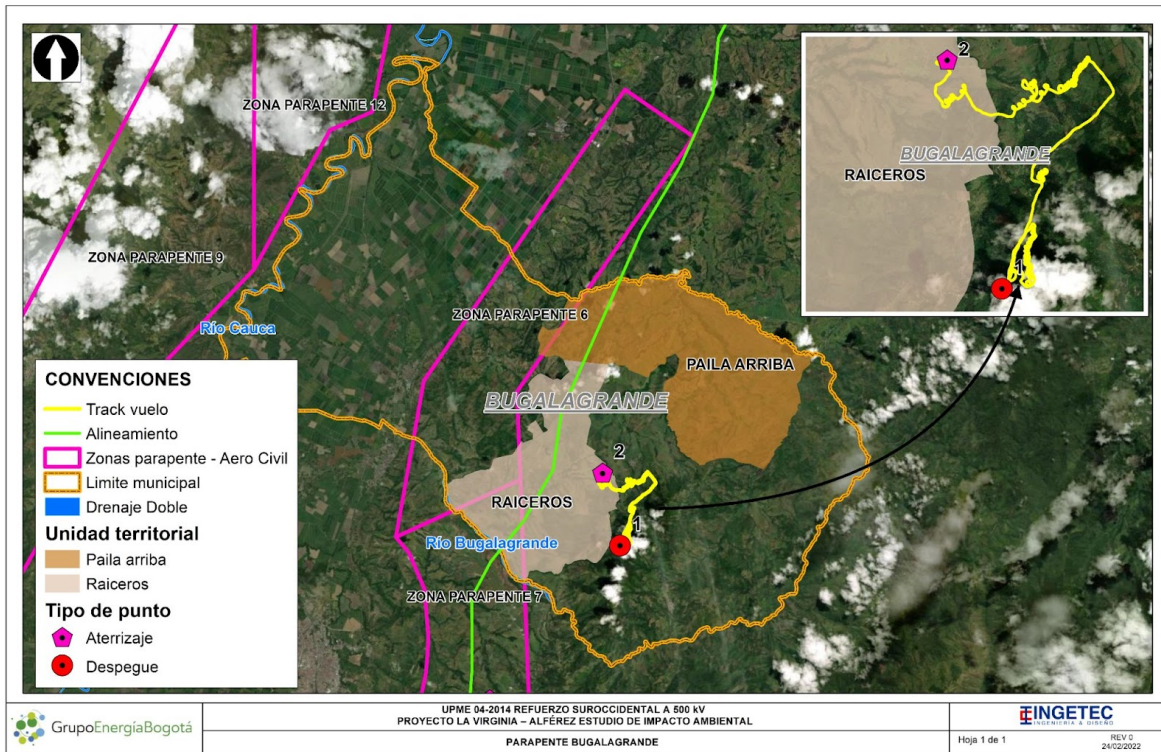 ZONA PARAPENTE 12
ZONA PARAPENTE 9
Río Cauca
ZONA PARAPENTE 6
PAILA ARRIBA
BUGALAGRANDE
2
RAICEROS
1
Río Bugalagrande
ZONA PARAPENTE 7
2
BUGALAGRANDE
RAICEROS
1
CONVENCIONES
Track vuelo
Alineamiento
Zonas parapente - Aero Civil
Limite municipal
Drenaje Doble
Unidad territorial
Paila arriba
Raiceros
Tipo de punto
Aterrizaje
Despegue
GrupoEnergíaBogotá
UPME 04-2014 REFUERZO SUROCCIDENTAL A 500 kV
PROYECTO LA VIRGINIA – ALFÉREZ ESTUDIO DE IMPACTO AMBIENTAL
PARAPENTE BUGALAGRANDE
INGETEC
INGENIERÍA & DISEÑO
Hoja 1 de 1
REV 0
24/02/2022